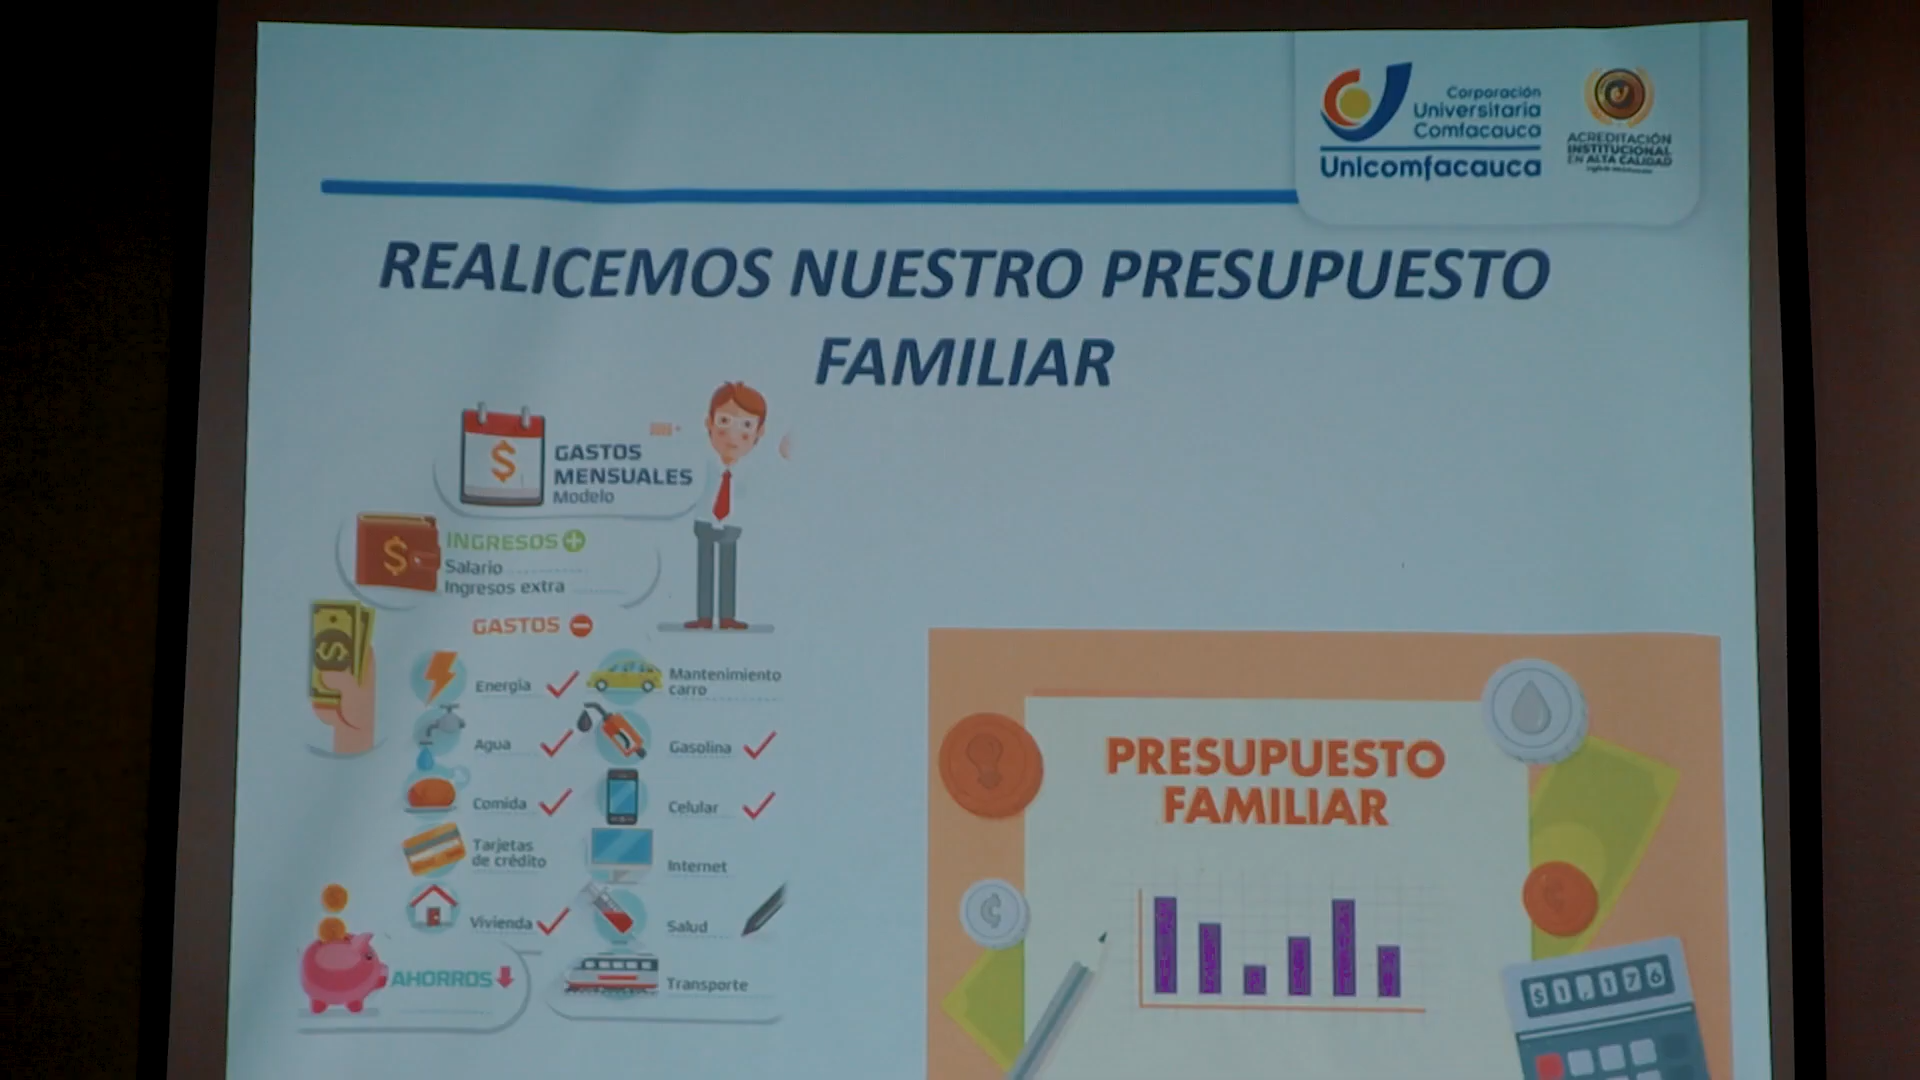 Corporación
Universitaria
Comfacauca
Unicomfacauca
ACREDITACIÓN
INSTITUCIONAL
EN ALTA CALIDAD
REALICEMOS NUESTRO PRESUPUESTO
FAMILIAR
GASTOS
MENSUALES
Modelo
INGRESOS
Salario
Ingresos extra
GASTOS
Energía
Mantenimiento
carro
Agua
Gasolina
Comida
Celular
Tarjetas
de crédito
Internet
Vivienda
Salud
AHORROS
Transporte
PRESUPUESTO
FAMILIAR
$1,176